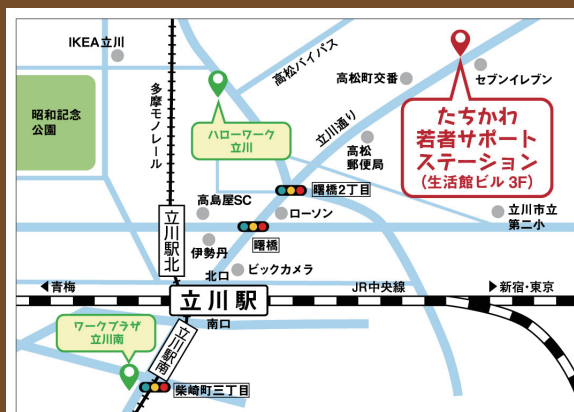 IKEA立川
高松バイパス
高松町交番
セブンイレブン
昭和記念
公園
多摩モノレール
ハローワーク
立川
立川通り
高松
郵便局
たちかわ
若者サポート
ステーション
(生活館ビル 3F)
曙橋2丁目
高島屋SC
ローソン
立川市立
第二小
立川駅北
伊勢丹
曙橋
北口
ビックカメラ
青梅
立川駅
JR中央線
新宿・東京
南口
ワークプラザ
立川南
立川駅南
柴崎町三丁目